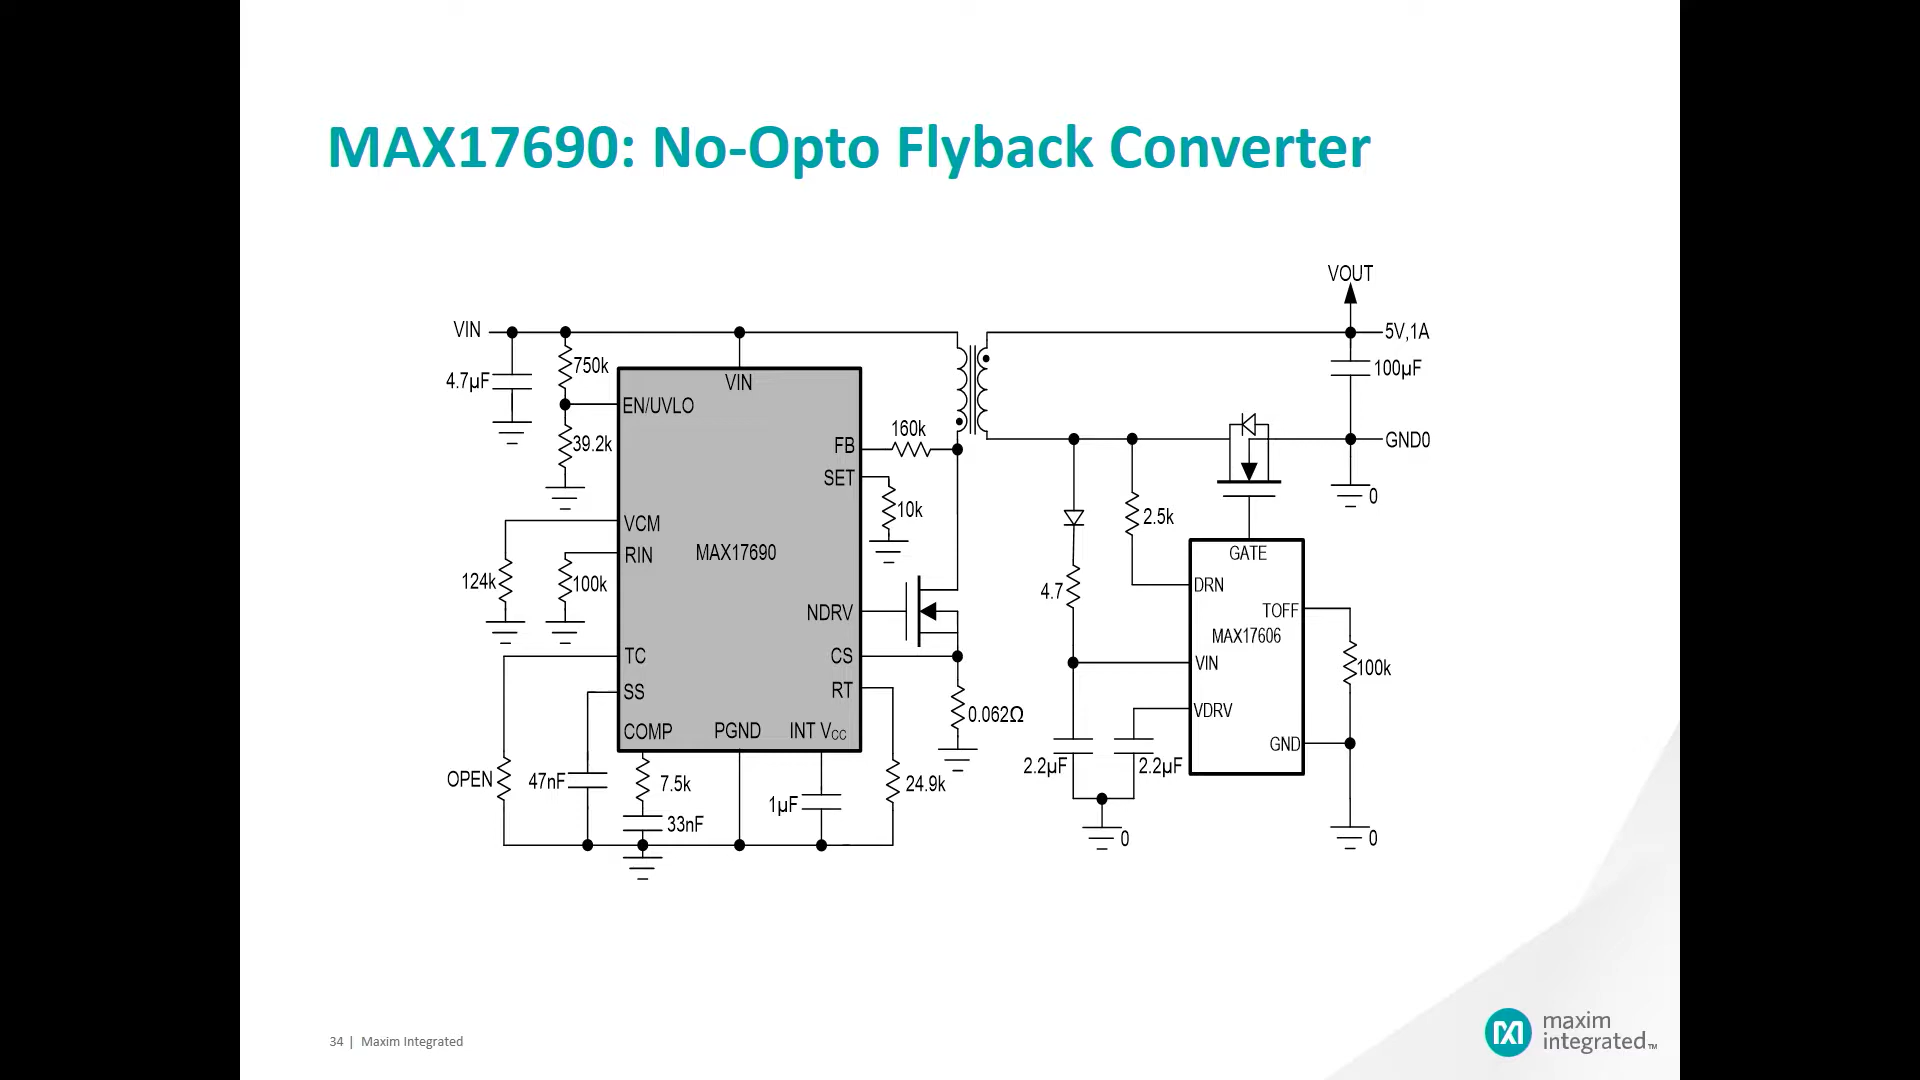 MAX17690: No-Opto Flyback Converter
VOUT
VIN
5V,1A
750k
4.7µF
100µF
VIN
EN/UVLO
160k
39.2k
FB
GND0
SET
0
10k
2.5k
VCM
RIN
MAX17690
GATE
124k
100k
4.7
DRN
NDRV
TOFF
MAX17606
TC
CS
VIN
100k
SS
RT
0.062Ω
VDRV
COMP
PGND
INT VCC
GND
2.2µF
2.2µF
OPEN
47nF
7.5k
24.9k
1µF
33nF
0
0
34 | Maxim Integrated
maxim
integrated™